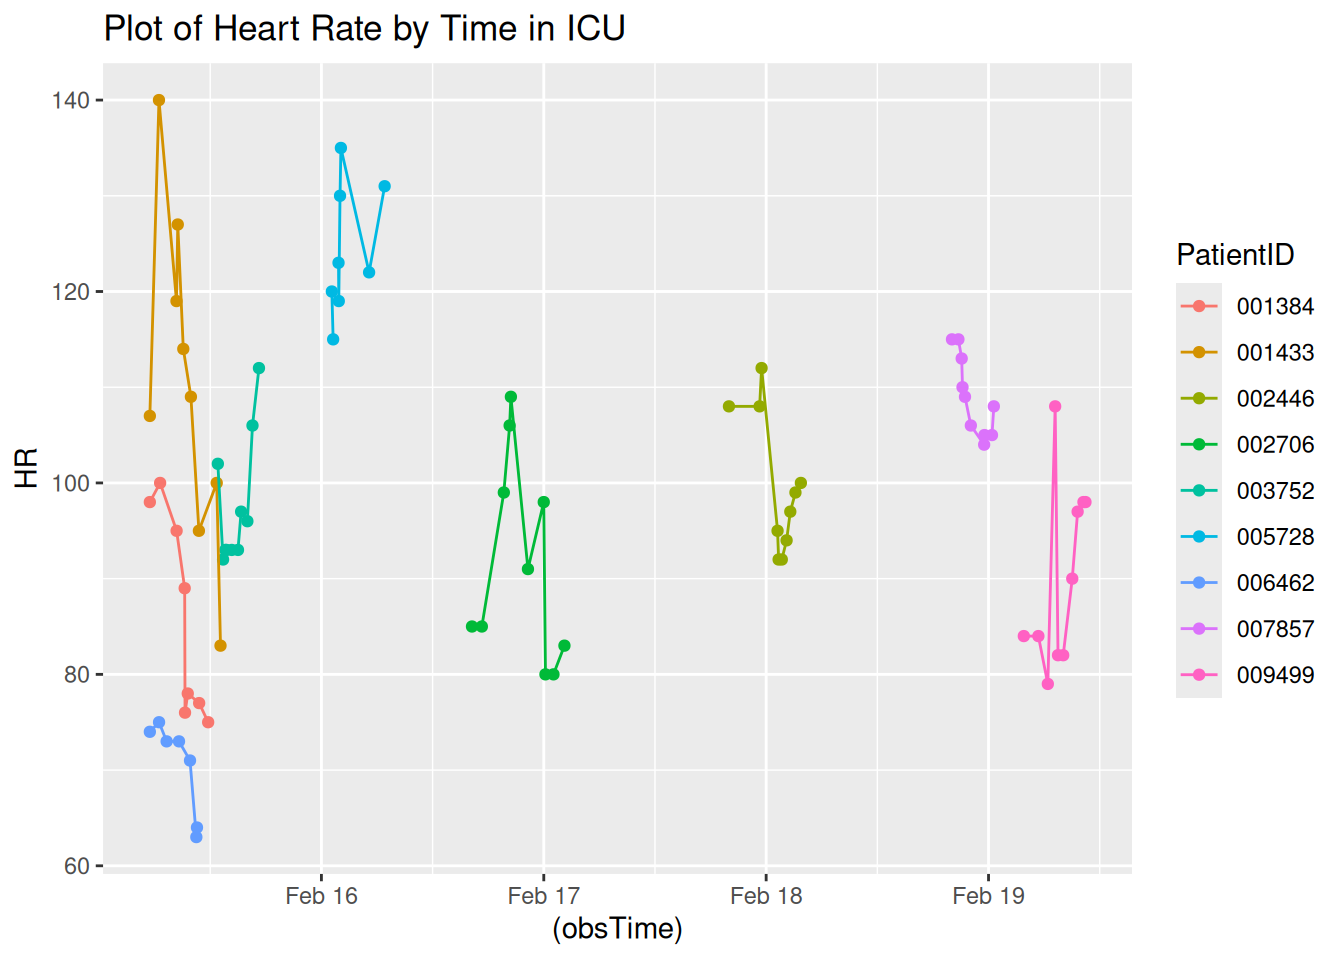 Plot of Heart Rate by Time in ICU
140
120
100
80
60
HR
Feb 16
Feb 17
Feb 18
Feb 19
(obsTime)
PatientID
001384
001433
002446
002706
003752
005728
006462
007857
009499